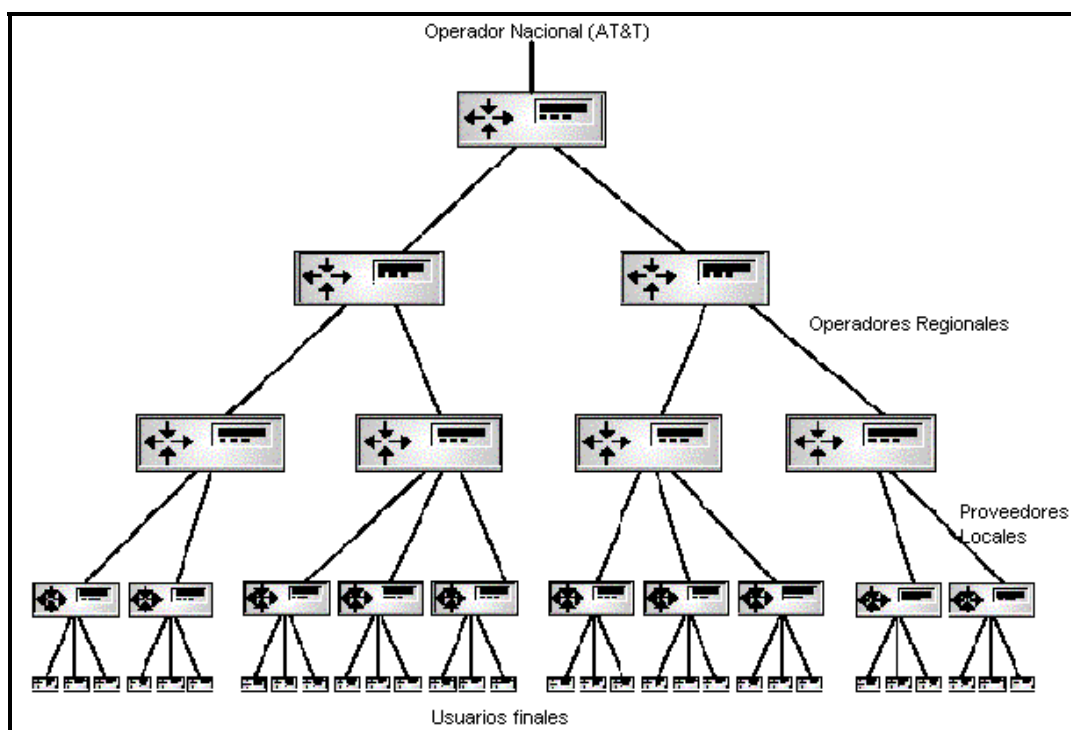 Operador Nacional (AT&T)
Operadores Regionales
Proveedores
Locales
Usuarios finales